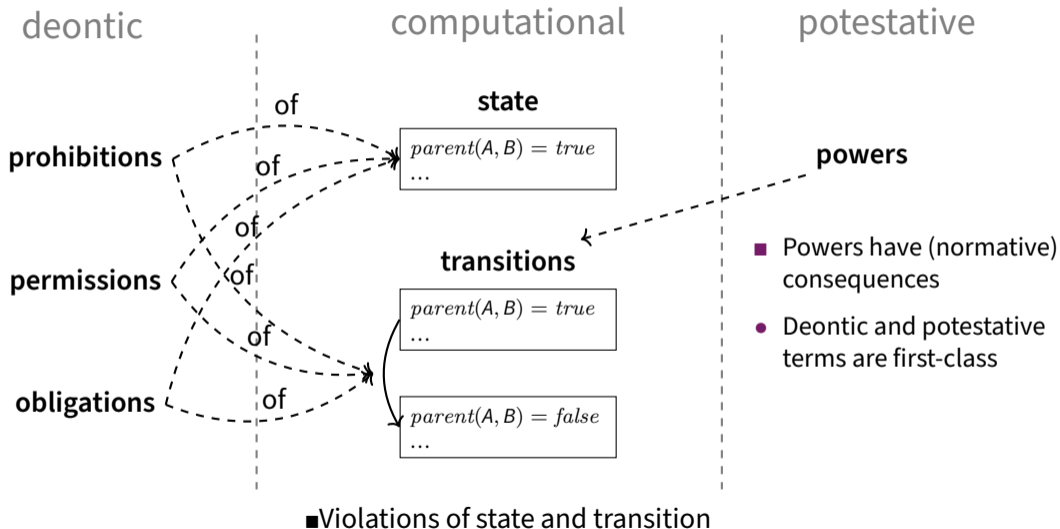 deontic
computational
potestative
of
state
prohibitions
parent(A, B) = true
...
of
powers
of
transitions
Powers have (normative)
consequences
permissions
of
parent(A, B) = true
...
of
Deontic and potestative
terms are first-class
obligations
of
parent(A, B) = false
...
Violations of state and transition